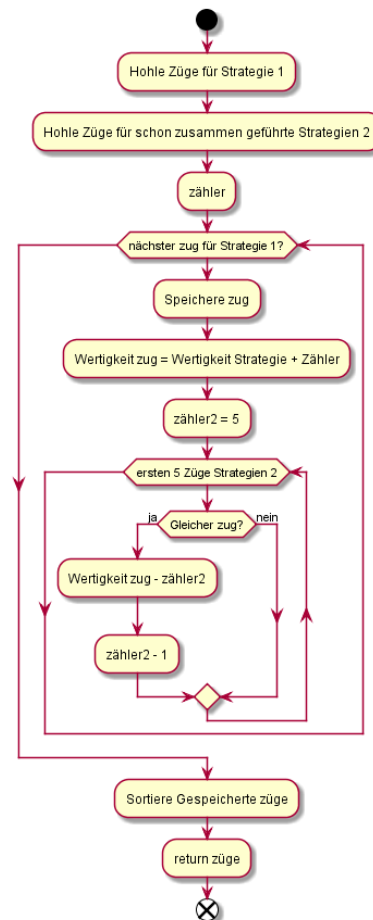 Hohle Züge für Strategie 1
Hohle Züge für schon zusammen geführte Strategien 2
zähler
nächster zug für Strategie 1?
Speichere zug
Wertigkeit zug = Wertigkeit Strategie + Zähler
zähler2 = 5
ersten 5 Züge Strategien 2
ja
Gleicher zug?
nein
Wertigkeit zug - zähler2
zähler2 - 1
Sortiere Gespeicherte züge
return züge